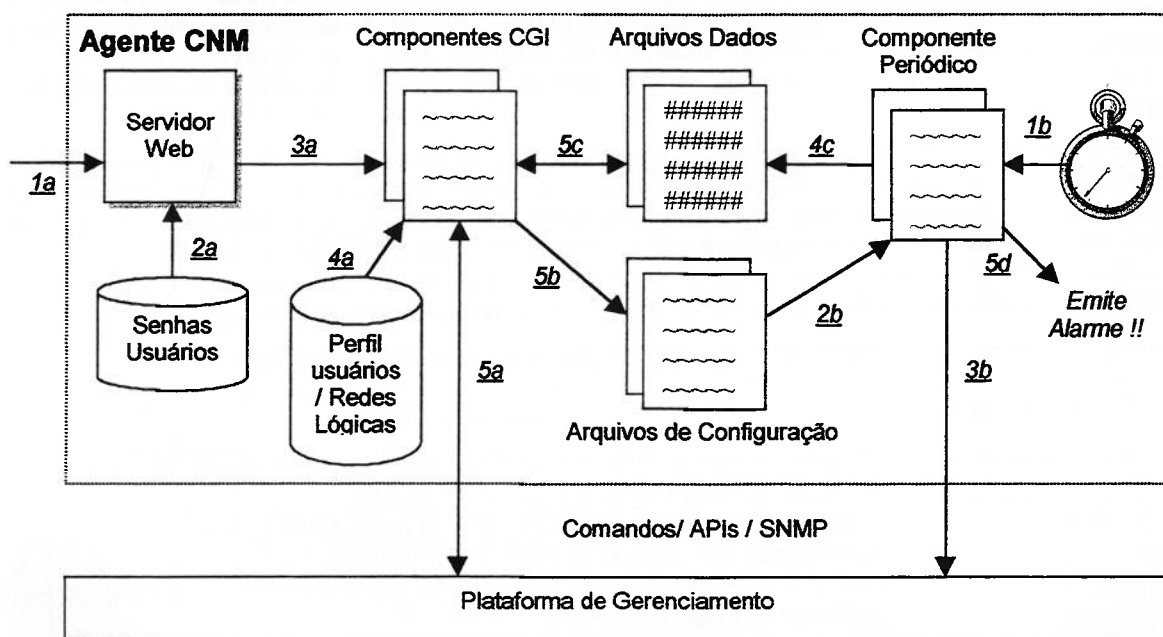 Agente CNM
Componentes CGI
Arquivos Dados
Componente
Periódico
Servidor
Web
######
######
######
######
1a
2a
3a
4a
5a
5b
5c
4c
1b
2b
3b
5d
Senhas
Usuários
Perfil
usuários
/ Redes
Lógicas
Arquivos de Configuração
Emite
Alarme !!
Comandos/ APIs / SNMP
Plataforma de Gerenciamento